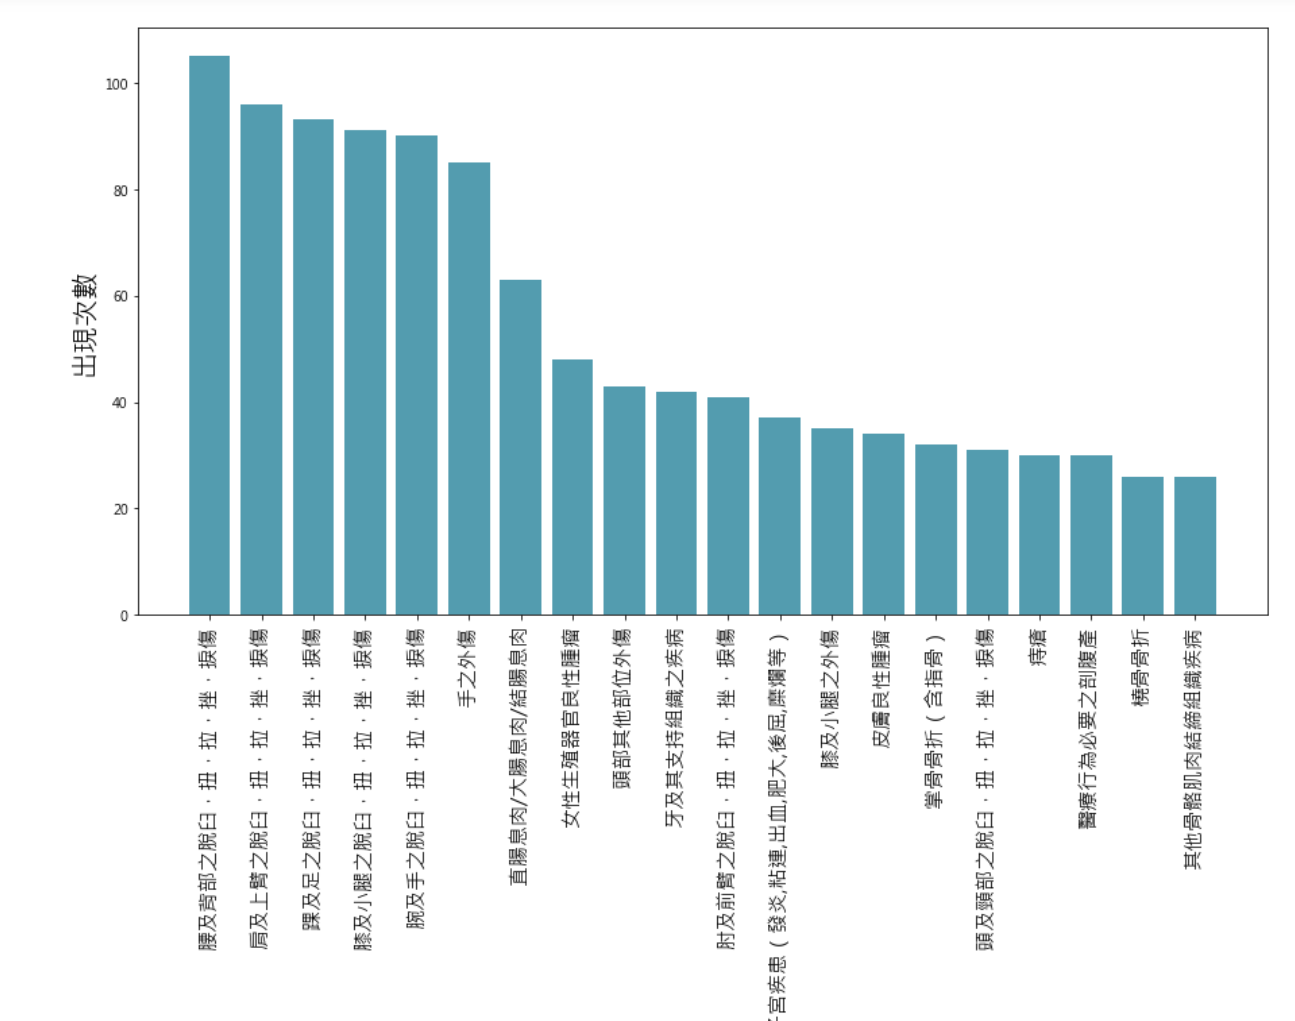 出現次數
100
80
60
40
20
0
腰及背部之脫臼．扭．拉．挫．捩傷
肩及上臂之脫臼．扭．拉．挫．捩傷
踝及足之脫臼．扭．拉．挫．捩傷
膝及小腿之脫臼．扭．拉．挫．捩傷
腕及手之脫臼．扭．拉．挫．捩傷
手之外傷
直腸息肉/大腸息肉/結腸息肉
女性生殖器官良性腫瘤
頭部其他部位外傷
牙及其支持組織之疾病
肘及前臂之脫臼．扭．拉．挫．捩傷
宮疾患（發炎,粘連,出血,肥大,後屈,糜爛等）
膝及小腿之外傷
皮膚良性腫瘤
掌骨骨折（含指骨）
頭及頸部之脫臼．扭．拉．挫．捩傷
痔瘡
醫療行為必要之剖腹產
橈骨骨折
其他骨骼肌肉結締組織疾病